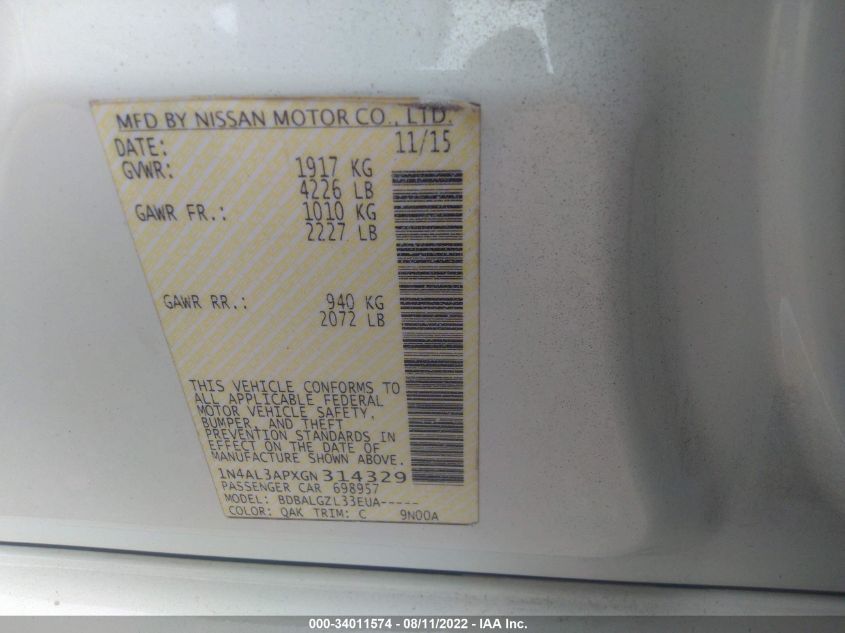 MFD BY NISSAN MOTOR CO., LTD.
DATE: 11/15
GVWR: 1917 KG
4226 LB
GAWR FR.: 1010 KG
2227 LB
GAWR RR.: 940 KG
2072 LB
THIS VEHICLE CONFORMS TO
ALL APPLICABLE FEDERAL
MOTOR VEHICLE SAFETY,
BUMPER, AND THEFT
PREVENTION STANDARDS IN
EFFECT ON THE DATE OF
MANUFACTURE SHOWN ABOVE.
1N4AL3APXGN314329
PASSENGER CAR 698957
MODEL: BDBALGZL33EUA-----
COLOR: QAK TRIM: C 9N00A
000-34011574 - 08/11/2022 - IAA Inc.